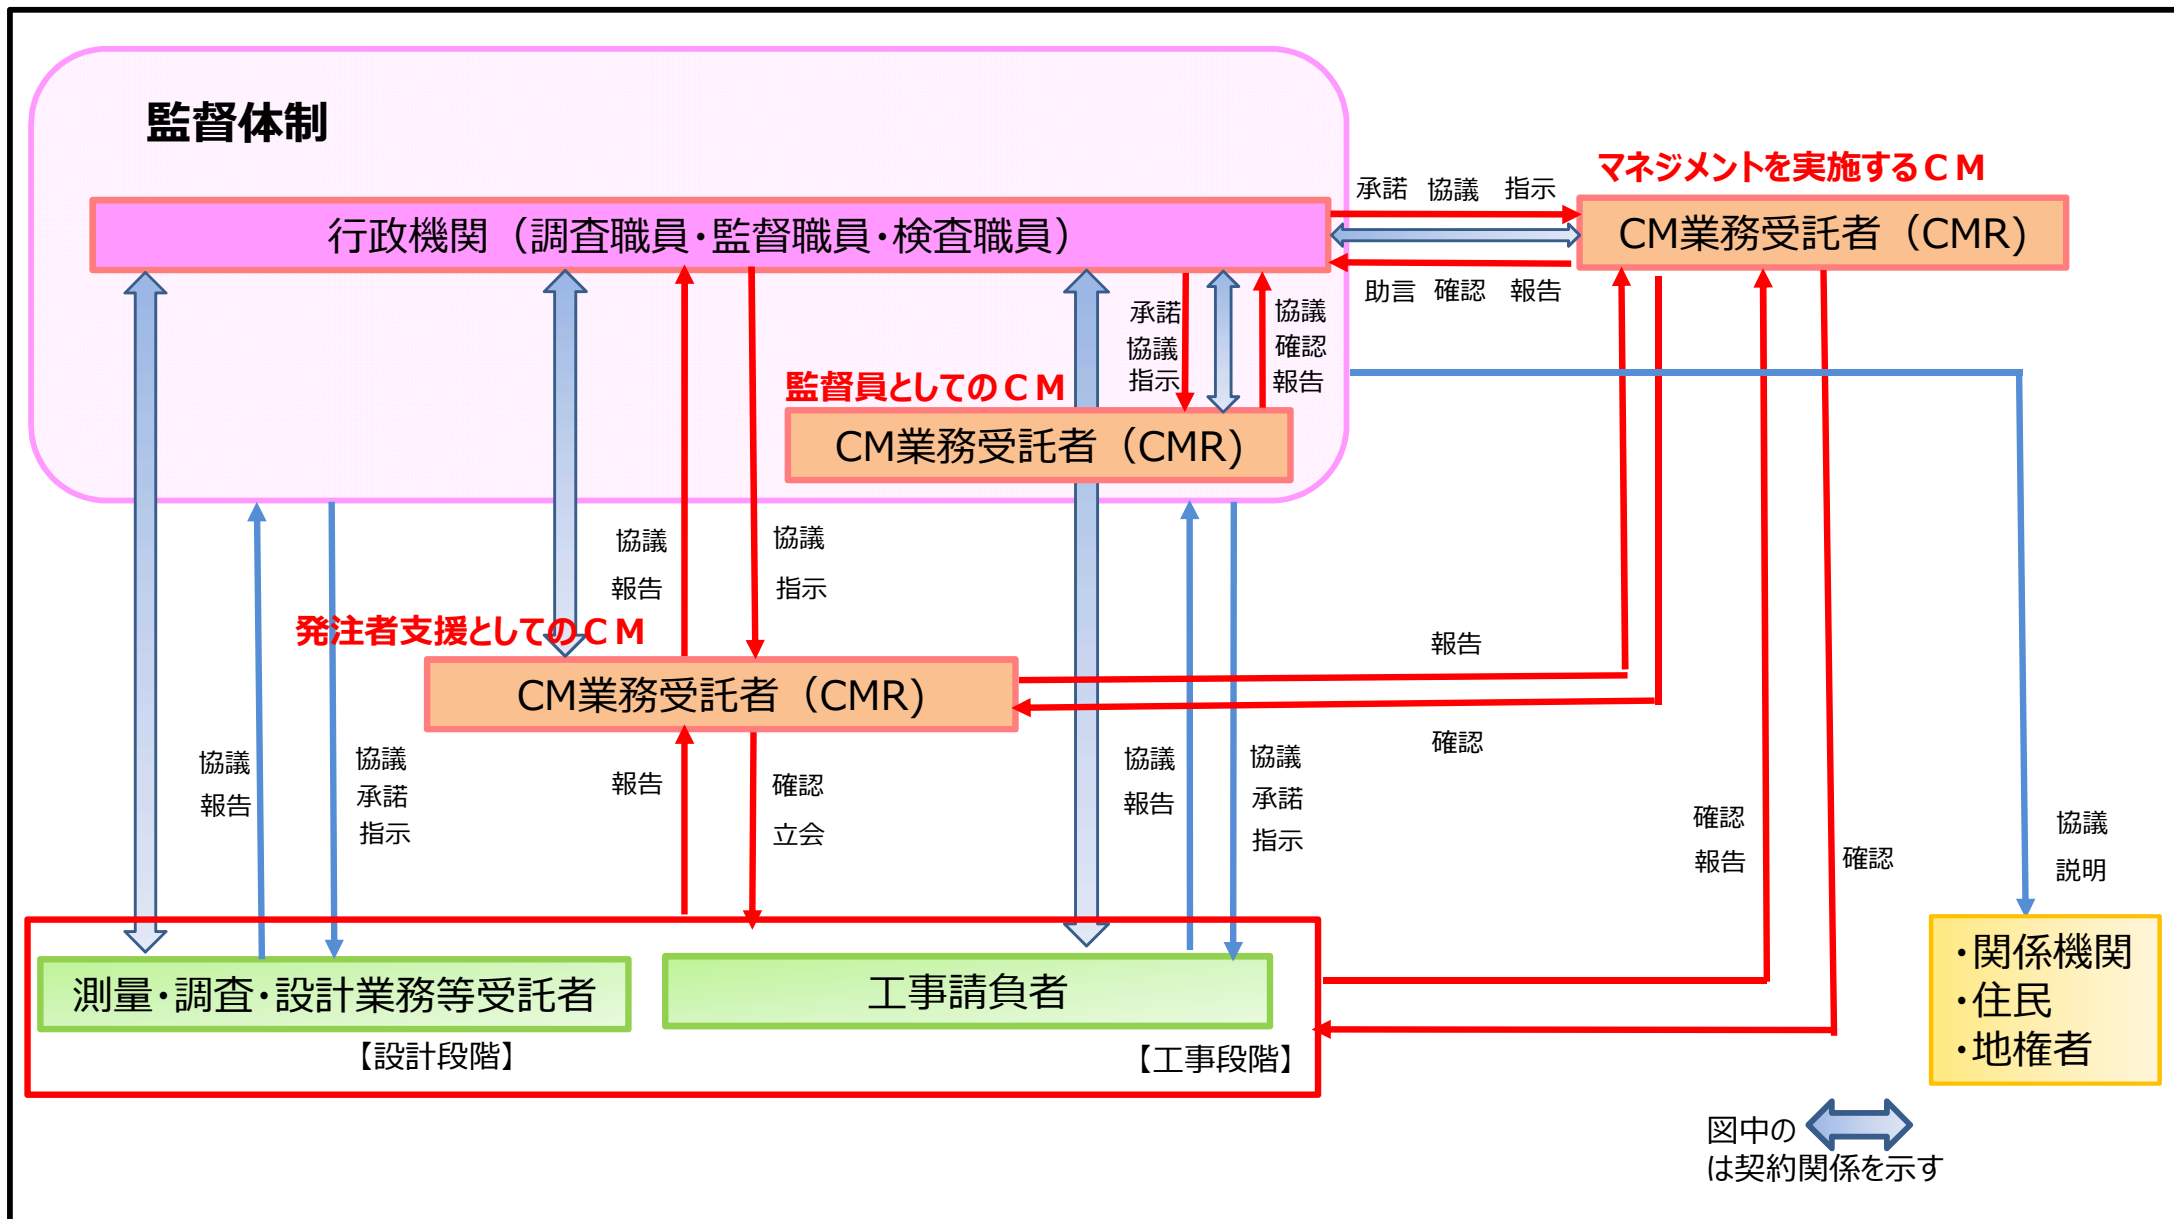 監督体制
マネジメントを実施するCM
行政機関（調査職員・監督職員・検査職員）
承諾 協議 指示
CM業務受託者（CMR)
助言 確認 報告
承諾
協議
指示
協議
確認
報告
監督員としてのCM
CM業務受託者（CMR)
協議
報告
協議
指示
発注者支援としてのCM
CM業務受託者（CMR)
報告
確認
協議
報告
協議
承諾
指示
報告
確認
立会
協議
報告
協議
承諾
指示
確認
報告
確認
協議
説明
測量・調査・設計業務等受託者
工事請負者
【設計段階】
【工事段階】
・関係機関
・住民
・地権者
図中の
は契約関係を示す